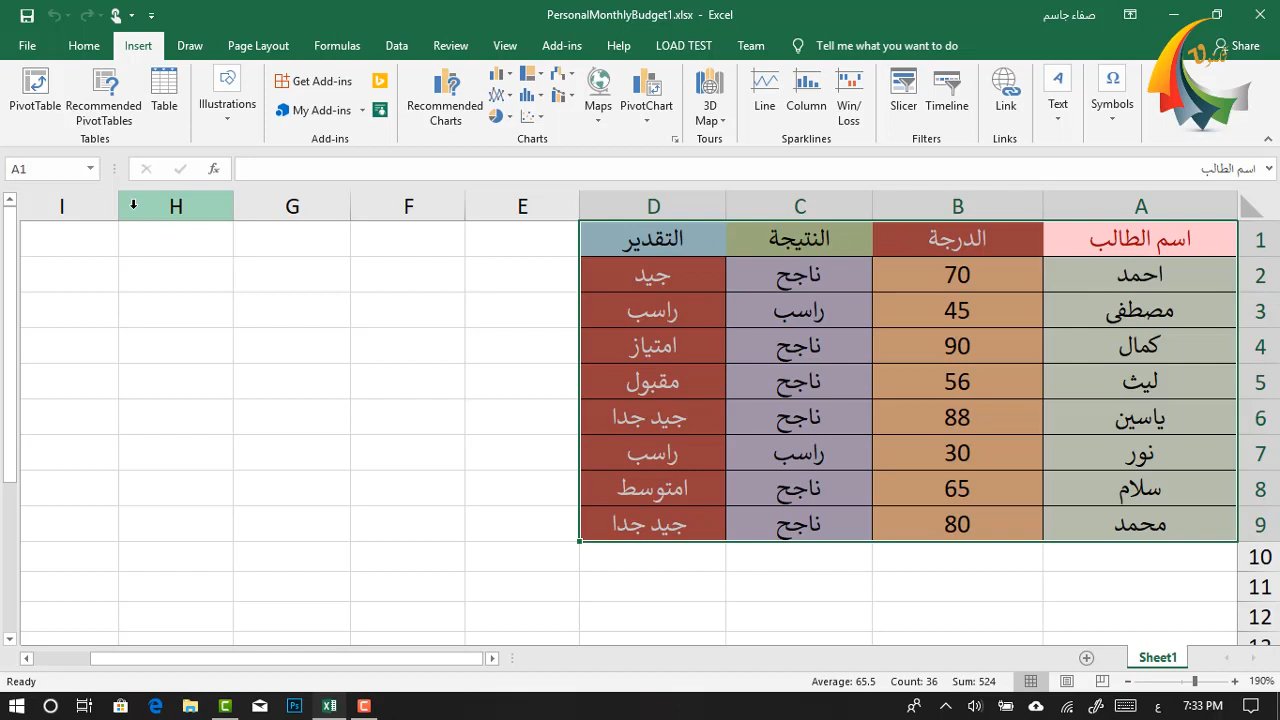 PersonalMonthlyBudget1.xlsx - Excel
صفاء جاسم
File Home Insert Draw Page Layout Formulas Data Review View Add-ins Help LOAD TEST Team Tell me what you want to do Share
PivotTable
Recommended PivotTables
Table
Tables
Illustrations
Get Add-ins
My Add-ins
Add-ins
Recommended Charts
Maps
PivotChart
Charts
3D Map
Tours
Line
Column
Win/Loss
Sparklines
Slicer
Timeline
Filters
Link
Links
Text
Symbols
A1
fx
اسم الطالب
I H G F E D C B A
اسم الطالب الدرجة النتيجة التقدير 1
احمد 70 ناجح جيد 2
مصطفى 45 راسب راسب 3
كمال 90 ناجح امتياز 4
ليث 56 ناجح مقبول 5
ياسين 88 ناجح جيد جدا 6
نور 30 راسب راسب 7
سلام 65 ناجح امتوسط 8
محمد 80 ناجح جيد جدا 9
10
11
12
Sheet1
Ready
Average: 65.5 Count: 36 Sum: 524
190%
ع 7:33 PM